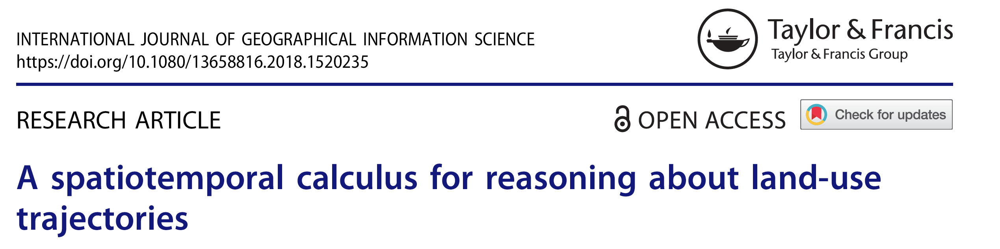 INTERNATIONAL JOURNAL OF GEOGRAPHICAL INFORMATION SCIENCE
https://doi.org/10.1080/13658816.2018.1520235
Taylor & Francis
Taylor & Francis Group
RESEARCH ARTICLE
OPEN ACCESS
Check for updates
A spatiotemporal calculus for reasoning about land-use
trajectories